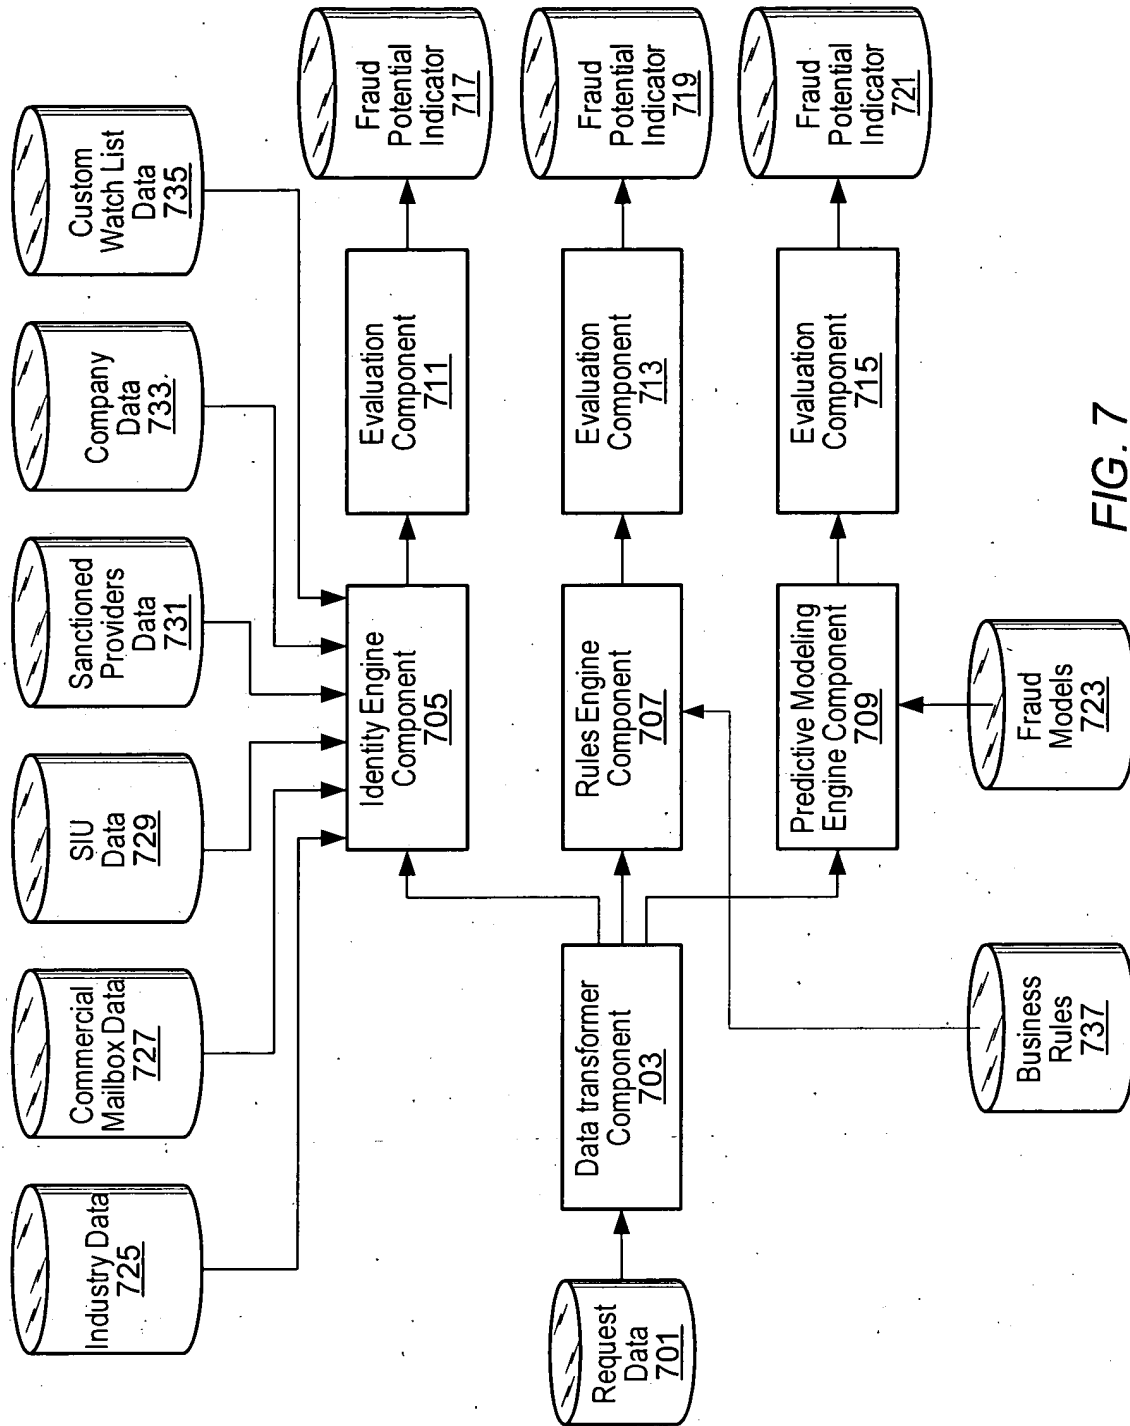 Industry Data
725
Commercial
Mailbox Data
727
SIU
Data
729
Sanctioned
Providers
Data
731
Company
Data
733
Custom
Watch List
Data
735
Request
Data
701
Data transformer
Component
703
Identity Engine
Component
705
Evaluation
Component
711
Fraud
Potential
Indicator
717
Rules Engine
Component
707
Evaluation
Component
713
Fraud
Potential
Indicator
719
Predictive Modeling
Engine Component
709
Evaluation
Component
715
Fraud
Potential
Indicator
721
Business
Rules
737
Fraud
Models
723
FIG. 7